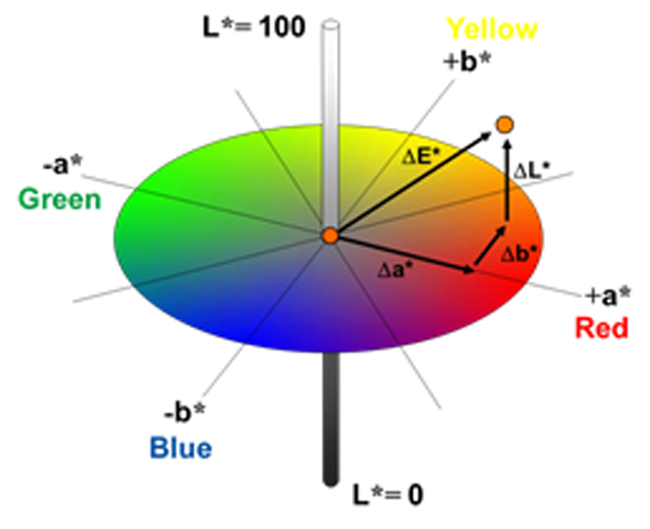 L*= 100
Yellow
+b*
ΔE*
ΔL*
-a*
Green
Δb*
Δa*
+a*
Red
-b*
Blue
L*= 0